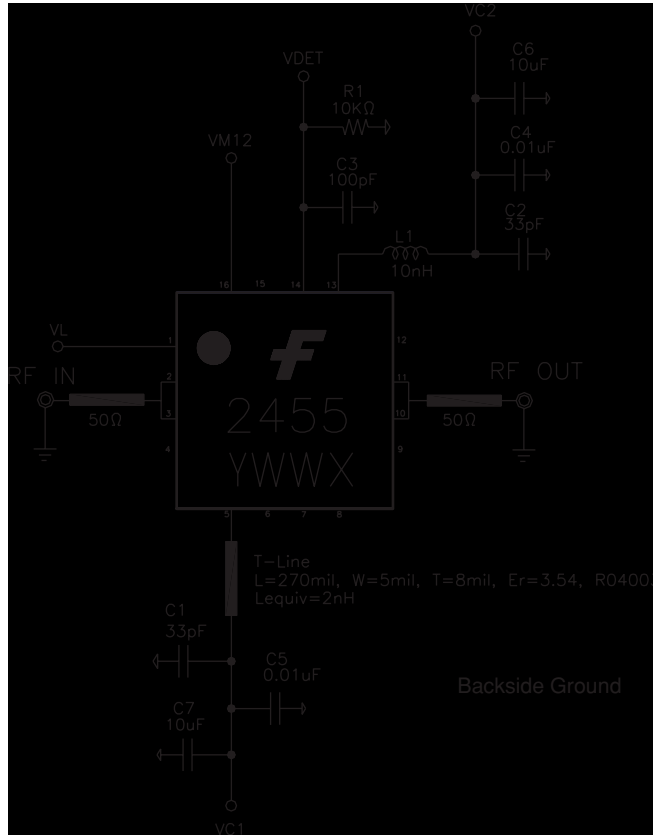 VC2
C6
10uF
VDET
R1
10KΩ
C4
0.01uF
VM12
C3
100pF
C2
33pF
L1
10nH
16
15
14
13
VL
1
12
RF IN
2
11
RF OUT
50Ω
3
2455
10
50Ω
4
YWWX
9
5
6
7
8
T-Line
L=270mil, W=5mil, T=8mil, Er=3.54, RO400
Lequiv=2nH
C1
33pF
C5
0.01uF
Backside Ground
C7
10uF
VC1